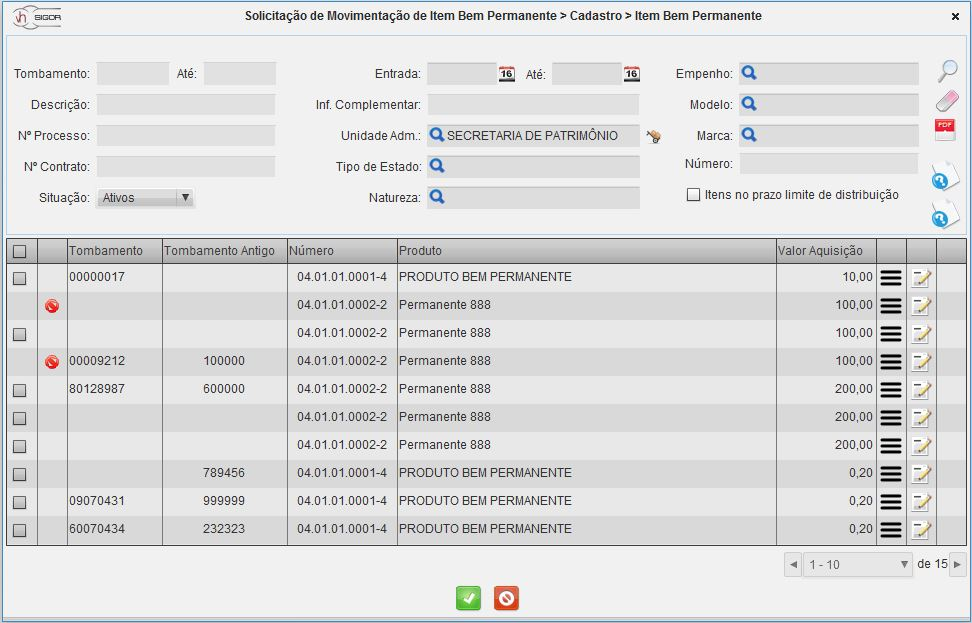 SIGOR
Solicitação de Movimentação de Item Bem Permanente > Cadastro > Item Bem Permanente
Tombamento: Até: Entrada: 16 Até: 16 Empenho:
Descrição: Inf. Complementar: Modelo:
Nº Processo: Unidade Adm.: SECRETARIA DE PATRIMÔNIO Marca:
PDF
Nº Contrato: Tipo de Estado: Número:
Situação: Ativos Natureza: Itens no prazo limite de distribuição
Tombamento Tombamento Antigo Número Produto Valor Aquisição
00000017 04.01.01.0001-4 PRODUTO BEM PERMANENTE 10,00
04.01.01.0002-2 Permanente 888 100,00
04.01.01.0002-2 Permanente 888 100,00
00009212 100000 04.01.01.0002-2 Permanente 888 100,00
80128987 600000 04.01.01.0002-2 Permanente 888 200,00
04.01.01.0002-2 Permanente 888 200,00
04.01.01.0002-2 Permanente 888 200,00
789456 04.01.01.0001-4 PRODUTO BEM PERMANENTE 0,20
09070431 999999 04.01.01.0001-4 PRODUTO BEM PERMANENTE 0,20
60070434 232323 04.01.01.0001-4 PRODUTO BEM PERMANENTE 0,20
1 - 10 de 15